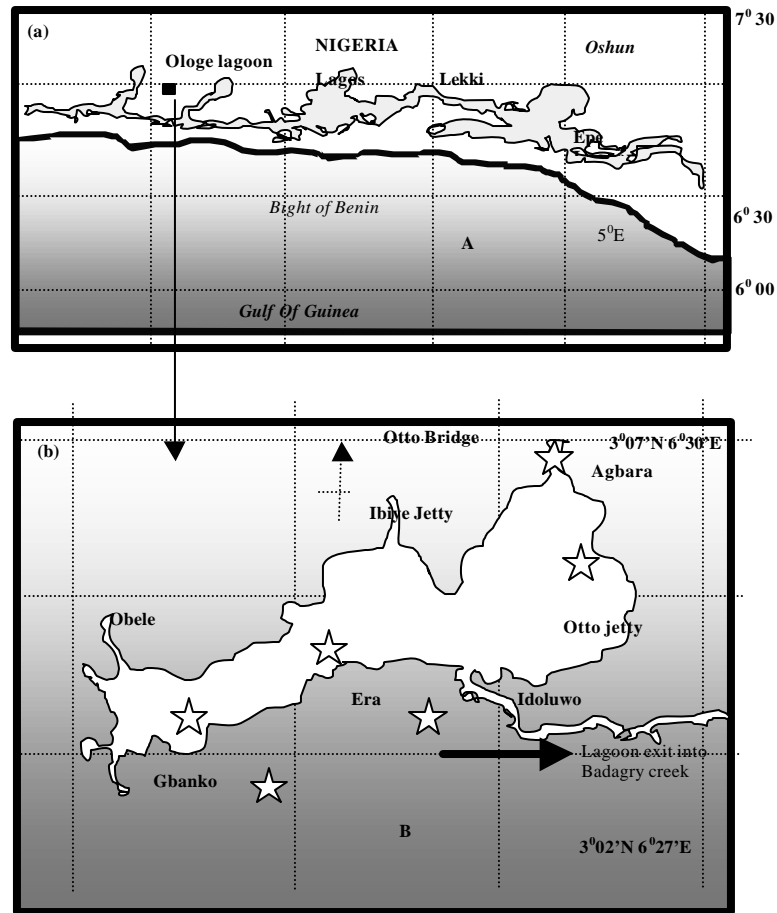 (a)
7⁰ 30
NIGERIA
Oshun
Ologe lagoon
Lagos
Lekki
Epe
Bight of Benin
6⁰ 30
5⁰E
A
6⁰ 00
Gulf Of Guinea
(b)
Otto Bridge
3⁰07’N 6⁰30’E
Agbara
Ibiye Jetty
Obele
Otto jetty
Era
Idoluwo
Lagoon exit into
Badagry creek
Gbanko
B
3⁰02’N 6⁰27’E